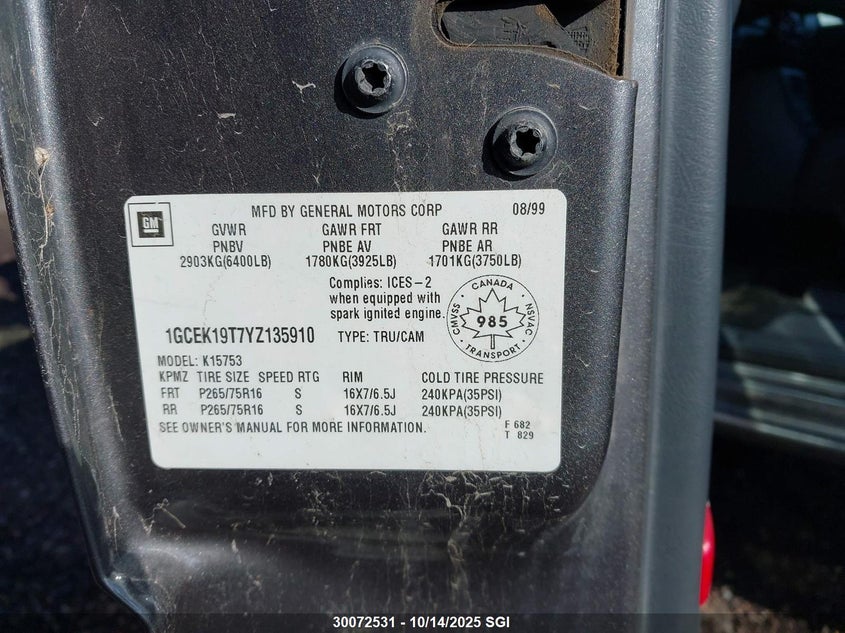 GM
MFD BY GENERAL MOTORS CORP 08/99
GVWR GAWR FRT GAWR RR
PNBV PNBE AV PNBE AR
2903KG(6400LB) 1780KG(3925LB) 1701KG(3750LB)
Complies: ICES-2
when equipped with
spark ignited engine.
CANADA
CMVSS 985 NSVAC
TRANSPORT
1GCEK19T7YZ135910 TYPE: TRU/CAM
MODEL: K15753
KPMZ TIRE SIZE SPEED RTG RIM COLD TIRE PRESSURE
FRT P265/75R16 S 16X7/6.5J 240KPA(35PSI)
RR P265/75R16 S 16X7/6.5J 240KPA(35PSI)
SEE OWNER'S MANUAL FOR MORE INFORMATION. F 682
T 829
30072531 - 10/14/2025 SGI